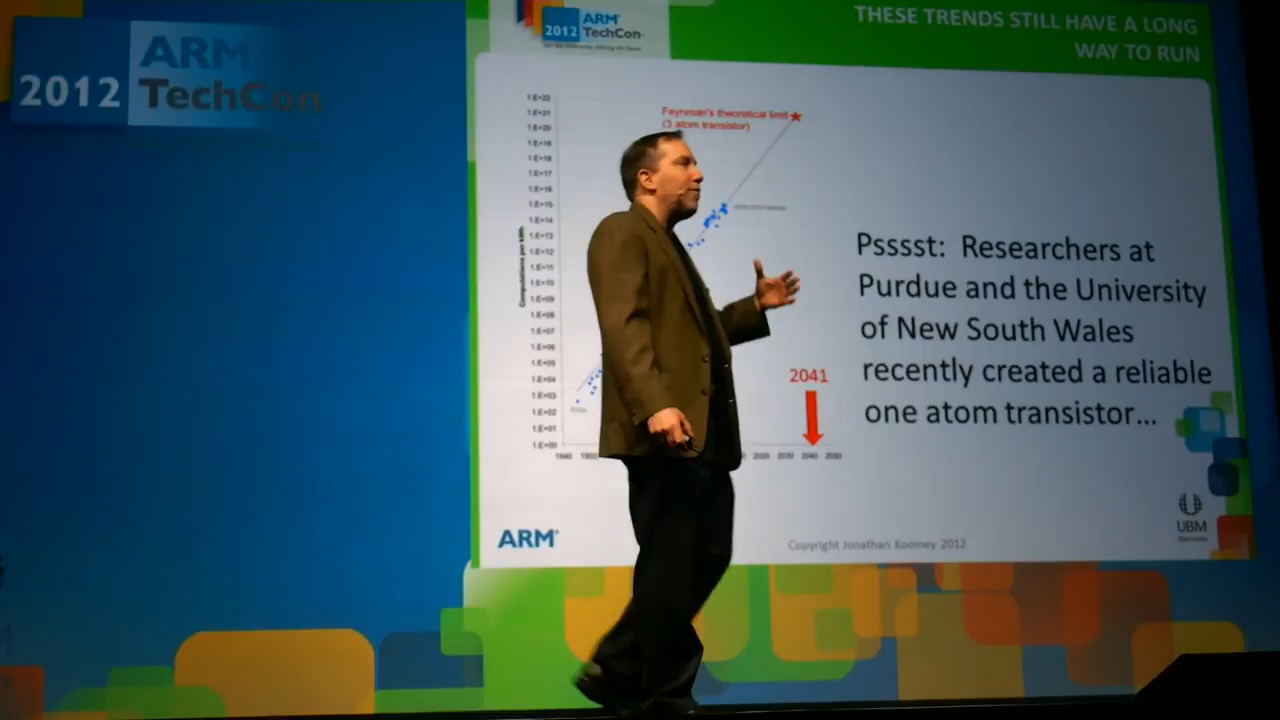 2012 ARM
TechCon
2012 ARM
TechCon
THESE TRENDS STILL HAVE A LONG
WAY TO RUN
1.E+22
1.E+21
1.E+20
1.E+19
1.E+18
1.E+17
1.E+16
1.E+15
1.E+14
1.E+13
1.E+12
1.E+11
1.E+10
1.E+09
1.E+08
1.E+07
1.E+06
1.E+05
1.E+04
1.E+03
1.E+02
1.E+01
1.E+00
Computations per kWh
Feynman's theoretical limit
(3 atom transistor)
2041
1940 2020 2030 2040 2050
Psssst: Researchers at
Purdue and the University
of New South Wales
recently created a reliable
one atom transistor...
ARM
Copyright Jonathan Koomey 2012
UBM